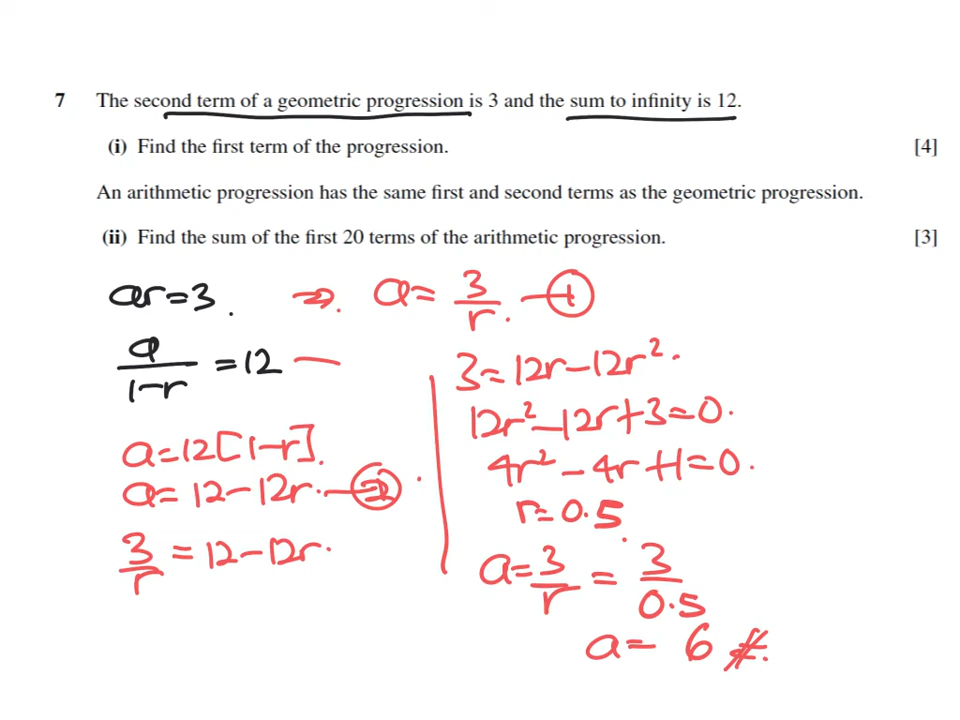 7 The second term of a geometric progression is 3 and the sum to infinity is 12.
(i) Find the first term of the progression. [4]
An arithmetic progression has the same first and second terms as the geometric progression.
(ii) Find the sum of the first 20 terms of the arithmetic progression. [3]
ar=3. ⇒. a= 3/r. —①
a/(1-r) =12 —
a=12[1-r].
a=12-12r. —②
3/r = 12-12r.
3=12r-12r².
12r²-12r+3=0.
4r²-4r+1=0.
r=0.5
a=3/r = 3/0.5
a= 6 #.